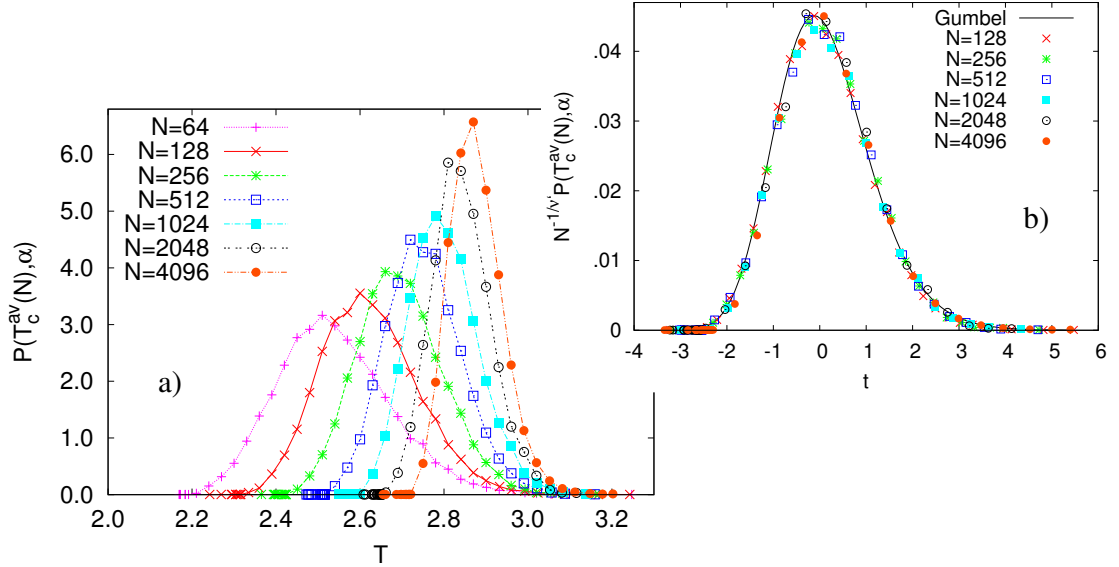 P(T_c^av(N),α)
6.0
5.0
4.0
3.0
2.0
1.0
0.0
N=64
N=128
N=256
N=512
N=1024
N=2048
N=4096
a)
2.0 2.2 2.4 2.6 2.8 3.0 3.2
T
N^-1/ν' P(T_c^av(N),α)
.04
.03
.02
.01
0
Gumbel
N=128
N=256
N=512
N=1024
N=2048
N=4096
b)
-4 -3 -2 -1 0 1 2 3 4 5 6
t